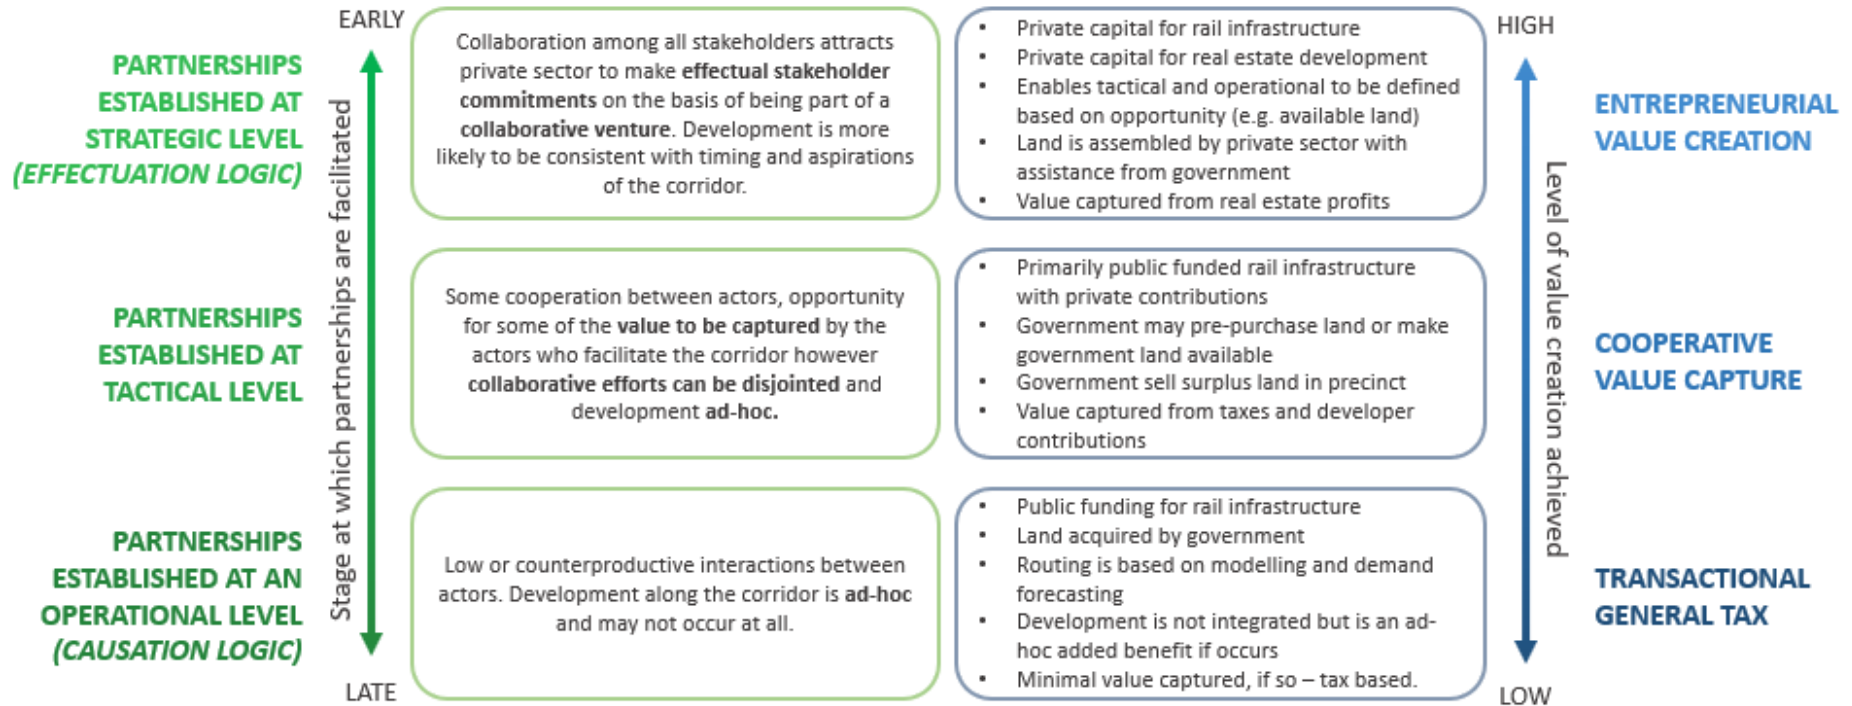 EARLY
PARTNERSHIPS
ESTABLISHED AT
STRATEGIC LEVEL
(EFFECTUATION LOGIC)
Stage at which partnerships are facilitated
Collaboration among all stakeholders attracts
private sector to make effectual stakeholder
commitments on the basis of being part of a
collaborative venture. Development is more
likely to be consistent with timing and aspirations
of the corridor.
• Private capital for rail infrastructure
• Private capital for real estate development
• Enables tactical and operational to be defined
based on opportunity (e.g. available land)
• Land is assembled by private sector with
assistance from government
• Value captured from real estate profits
HIGH
Level of value creation achieved
ENTREPRENEURIAL
VALUE CREATION
PARTNERSHIPS
ESTABLISHED AT
TACTICAL LEVEL
Some cooperation between actors, opportunity
for some of the value to be captured by the
actors who facilitate the corridor however
collaborative efforts can be disjointed and
development ad-hoc.
• Primarily public funded rail infrastructure
with private contributions
• Government may pre-purchase land or make
government land available
• Government sell surplus land in precinct
• Value captured from taxes and developer
contributions
COOPERATIVE
VALUE CAPTURE
PARTNERSHIPS
ESTABLISHED AT AN
OPERATIONAL LEVEL
(CAUSATION LOGIC)
LATE
Low or counterproductive interactions between
actors. Development along the corridor is ad-hoc
and may not occur at all.
• Public funding for rail infrastructure
• Land acquired by government
• Routing is based on modelling and demand
forecasting
• Development is not integrated but is an ad-
hoc added benefit if occurs
• Minimal value captured, if so – tax based.
TRANSACTIONAL
GENERAL TAX
LOW